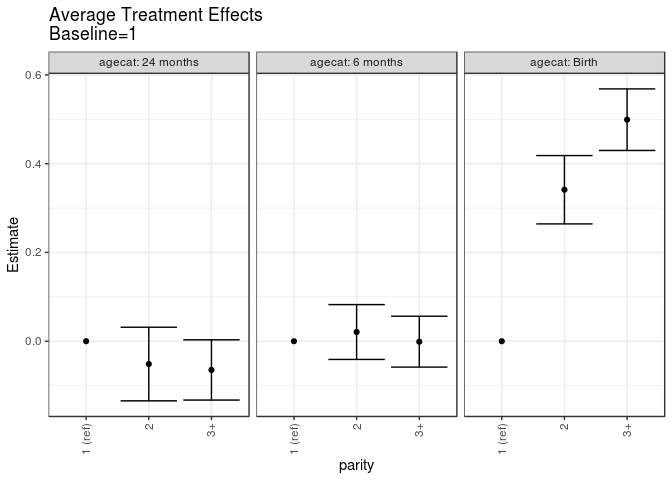 Average Treatment Effects
Baseline=1
agecat: 24 months
agecat: 6 months
agecat: Birth
0.6
0.4
0.2
0.0
Estimate
1 (ref)
2
3+
1 (ref)
2
3+
1 (ref)
2
3+
parity